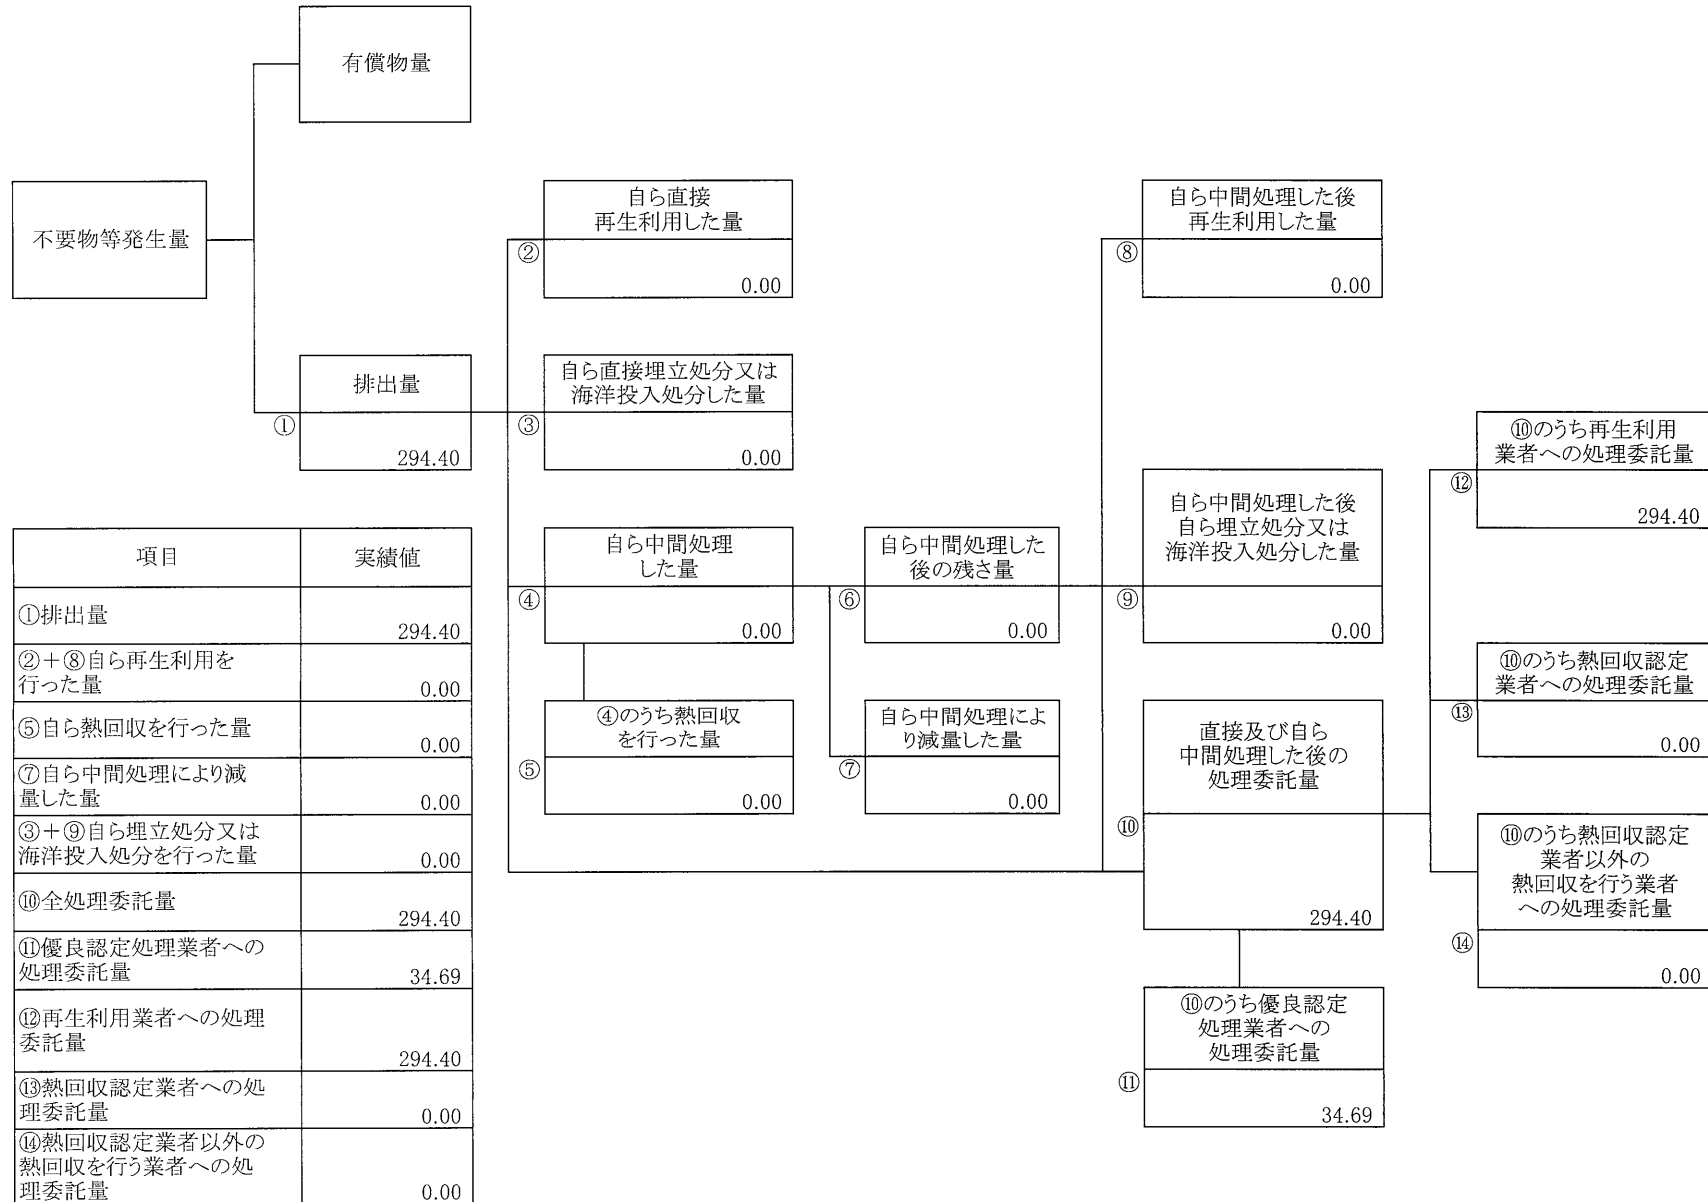 有償物量
不要物等発生量
自ら直接
再生利用した量
②
0.00
自ら中間処理した後
再生利用した量
⑧
0.00
排出量
①
294.40
自ら直接埋立処分又は
海洋投入処分した量
③
0.00
⑩のうち再生利用
業者への処理委託量
⑫
294.40
自ら中間処理
した量
④
0.00
自ら中間処理した
後の残さ量
⑥
0.00
自ら中間処理した後
自ら埋立処分又は
海洋投入処分した量
⑨
0.00
⑩のうち熱回収認定
業者への処理委託量
⑬
0.00
④のうち熱回収
を行った量
⑤
0.00
自ら中間処理によ
り減量した量
⑦
0.00
直接及び自ら
中間処理した後の
処理委託量
⑩
294.40
⑩のうち熱回収認定
業者以外の
熱回収を行う業者
への処理委託量
⑭
0.00
⑩のうち優良認定
処理業者への
処理委託量
⑪
34.69
項目 実績値
①排出量
294.40
②+⑧自ら再生利用を
行った量 0.00
⑤自ら熱回収を行った量
0.00
⑦自ら中間処理により減
量した量 0.00
③+⑨自ら埋立処分又は
海洋投入処分を行った量 0.00
⑩全処理委託量
294.40
⑪優良認定処理業者への
処理委託量 34.69
⑫再生利用業者への処理
委託量
294.40
⑬熱回収認定業者への処
理委託量 0.00
⑭熱回収認定業者以外の
熱回収を行う業者への処
理委託量 0.00